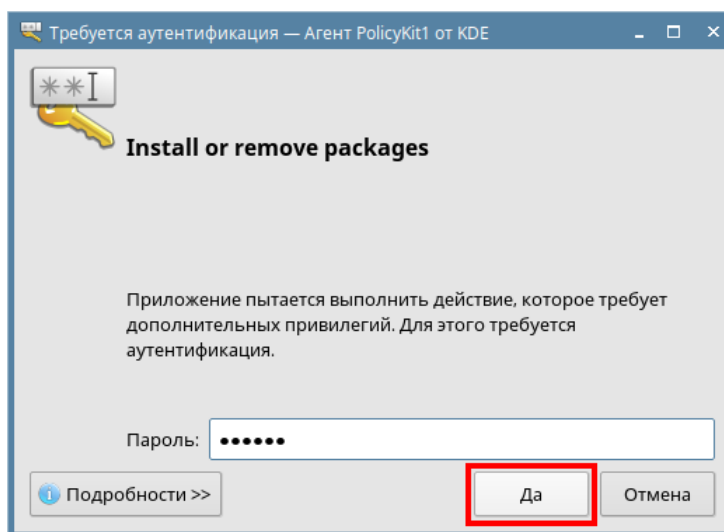 Требуется аутентификация — Агент PolicyKit1 от KDE
Install or remove packages
Приложение пытается выполнить действие, которое требует
дополнительных привилегий. Для этого требуется
аутентификация.
Пароль: ●●●●●●
Подробности >>
Да
Отмена